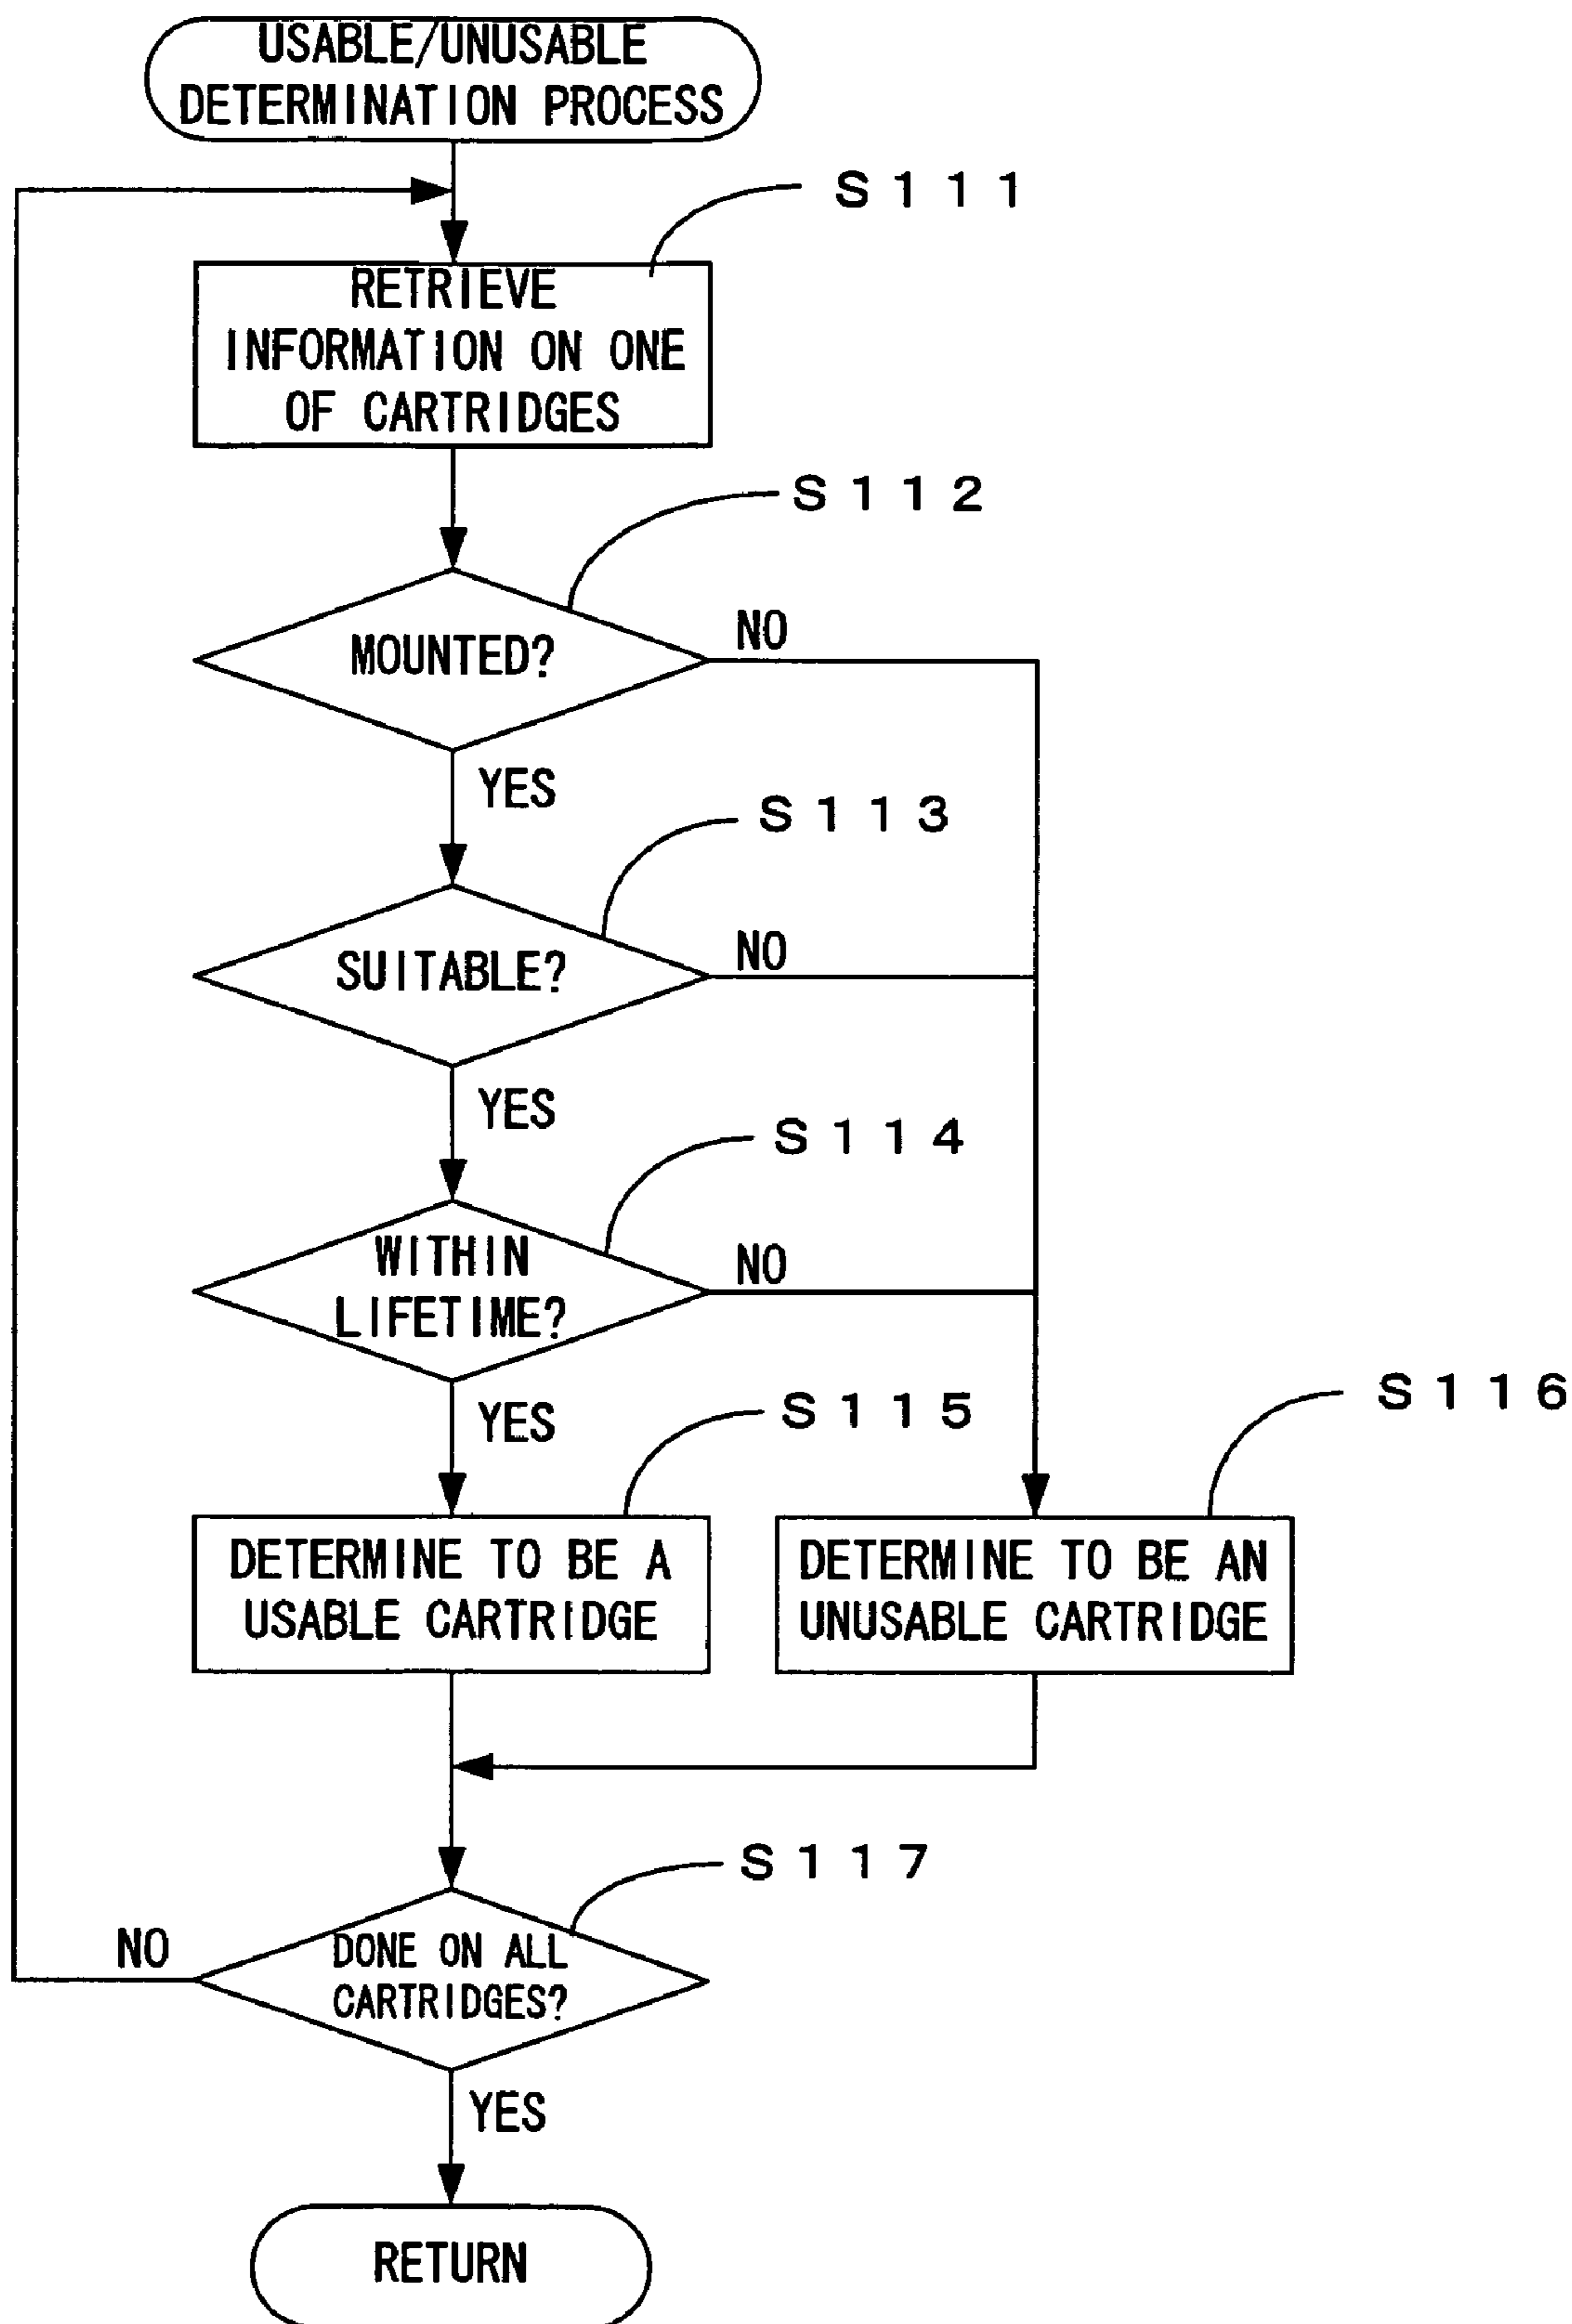 USABLE/UNUSABLE
DETERMINATION PROCESS
S111
RETRIEVE
INFORMATION ON ONE
OF CARTRIDGES
S112
MOUNTED?
NO
YES
S113
SUITABLE?
NO
YES
S114
WITHIN
LIFETIME?
NO
YES
S115
S116
DETERMINE TO BE A
USABLE CARTRIDGE
DETERMINE TO BE AN
UNUSABLE CARTRIDGE
S117
NO
DONE ON ALL
CARTRIDGES?
YES
RETURN